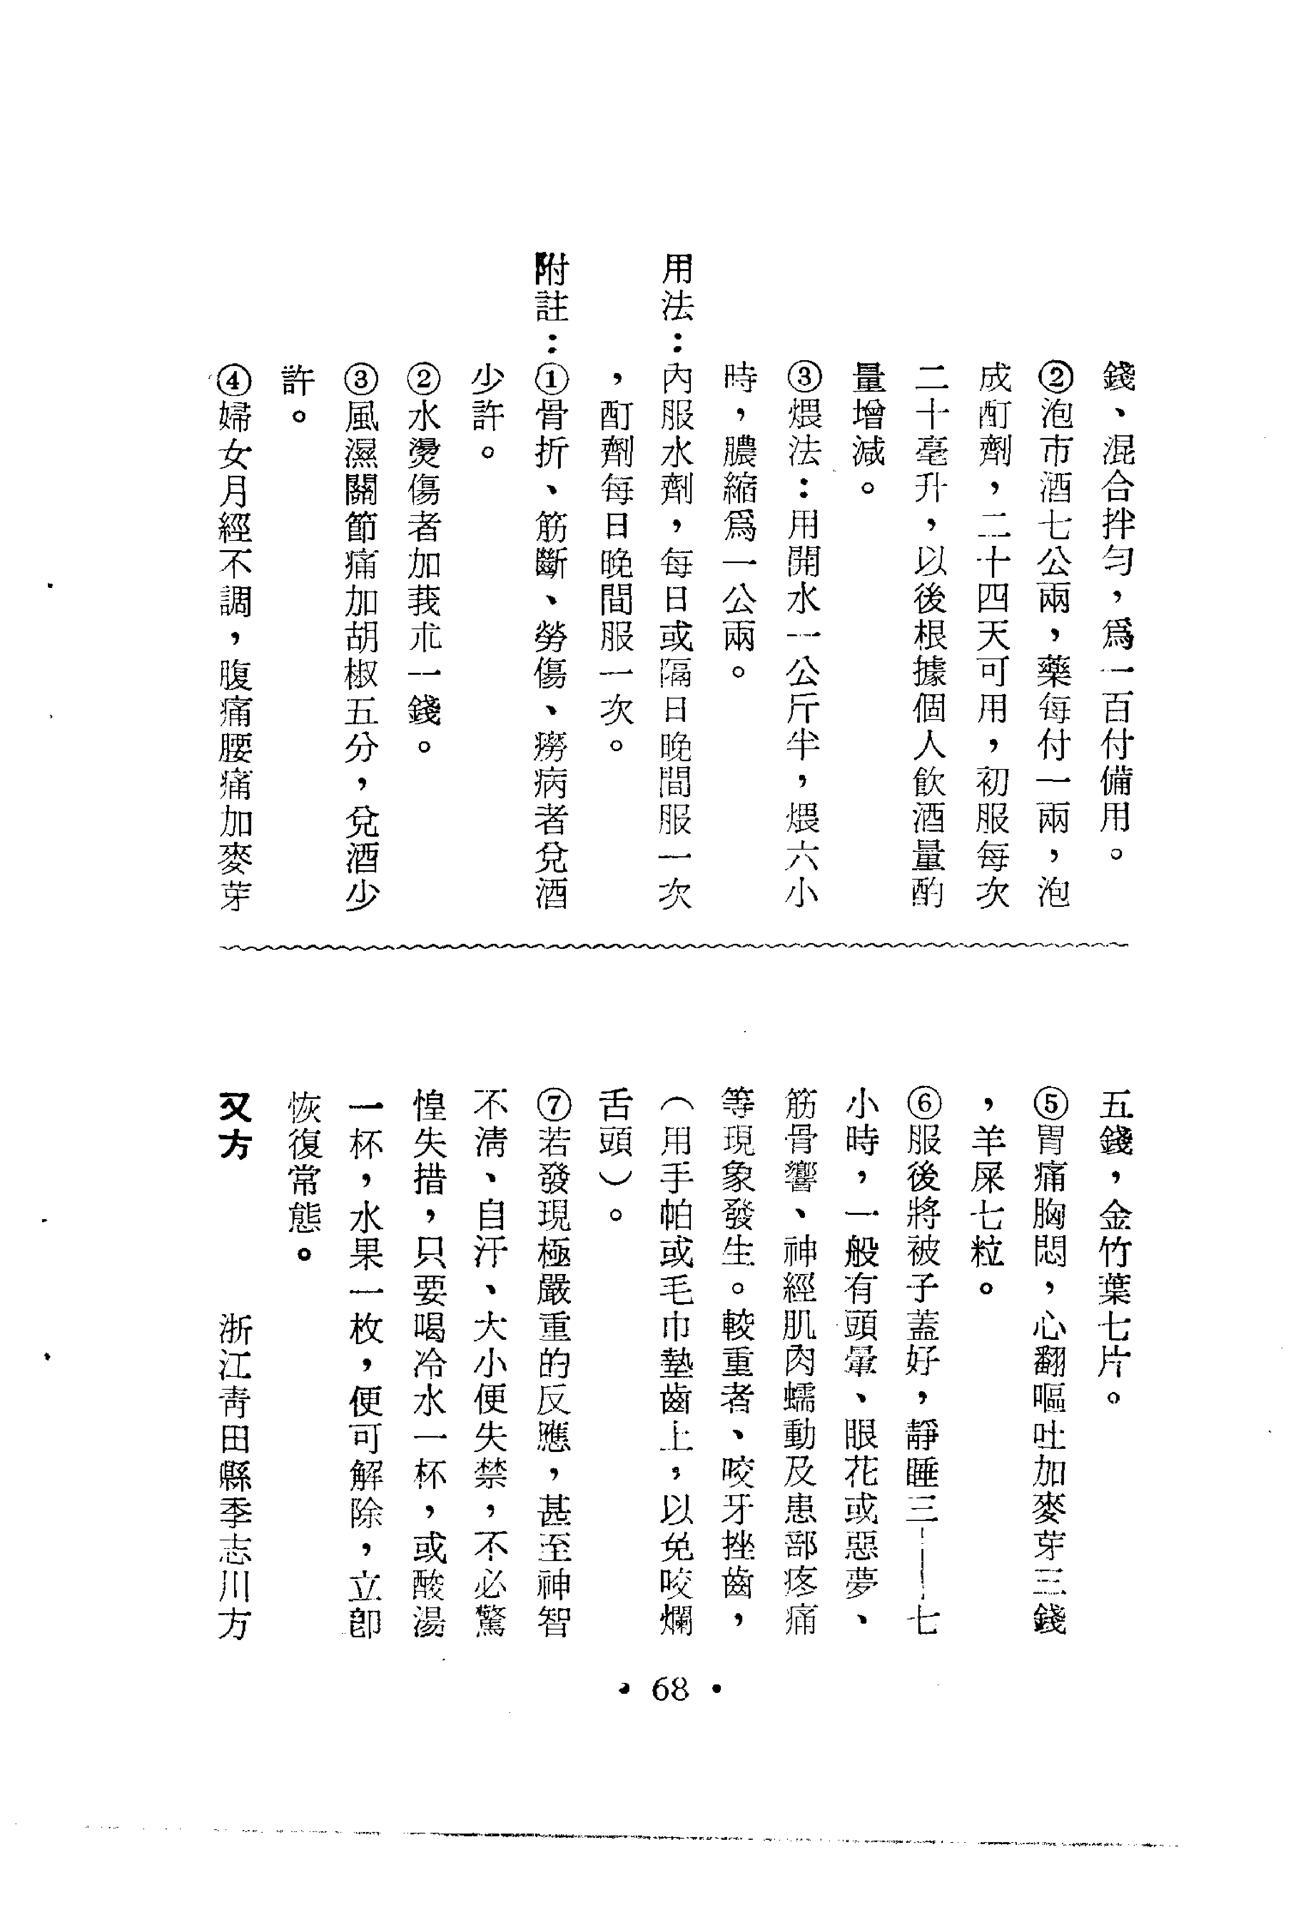 錢、混合拌勻，爲一百付備用。
②泡市酒七公兩，藥每付一兩，泡
成酊劑，二十四天可用，初服每次
二十毫升，以後根據個人飲酒量酌
量增減。
③煨法：用開水一公斤半，煨六小
時，膿縮爲一公兩。
用法：內服水劑，每日或隔日晚間服一次
，酊劑每日晚間服一次。
附註：①骨折、筋斷、勞傷、癆病者兌酒
少許。
②水燙傷者加莪朮一錢。
③風濕關節痛加胡椒五分，兌酒少
許。
④婦女月經不調，腹痛腰痛加麥芽
五錢，金竹葉七片。
⑤胃痛胸悶，心翻嘔吐加麥芽三錢
，羊屎七粒。
⑥服後將被子蓋好，靜睡三——七
小時，一般有頭暈、眼花或惡夢、
筋骨響、神經肌肉蠕動及患部疼痛
等現象發生。較重者、咬牙挫齒，
（用手帕或毛巾墊齒上，以免咬爛
舌頭）。
⑦若發現極嚴重的反應，甚至神智
不淸、自汗、大小便失禁，不必驚
惶失措，只要喝冷水一杯，或酸湯
一杯，水果一枚，便可解除，立卽
恢復常態。
又方　浙江靑田縣季志川方
• 68 •